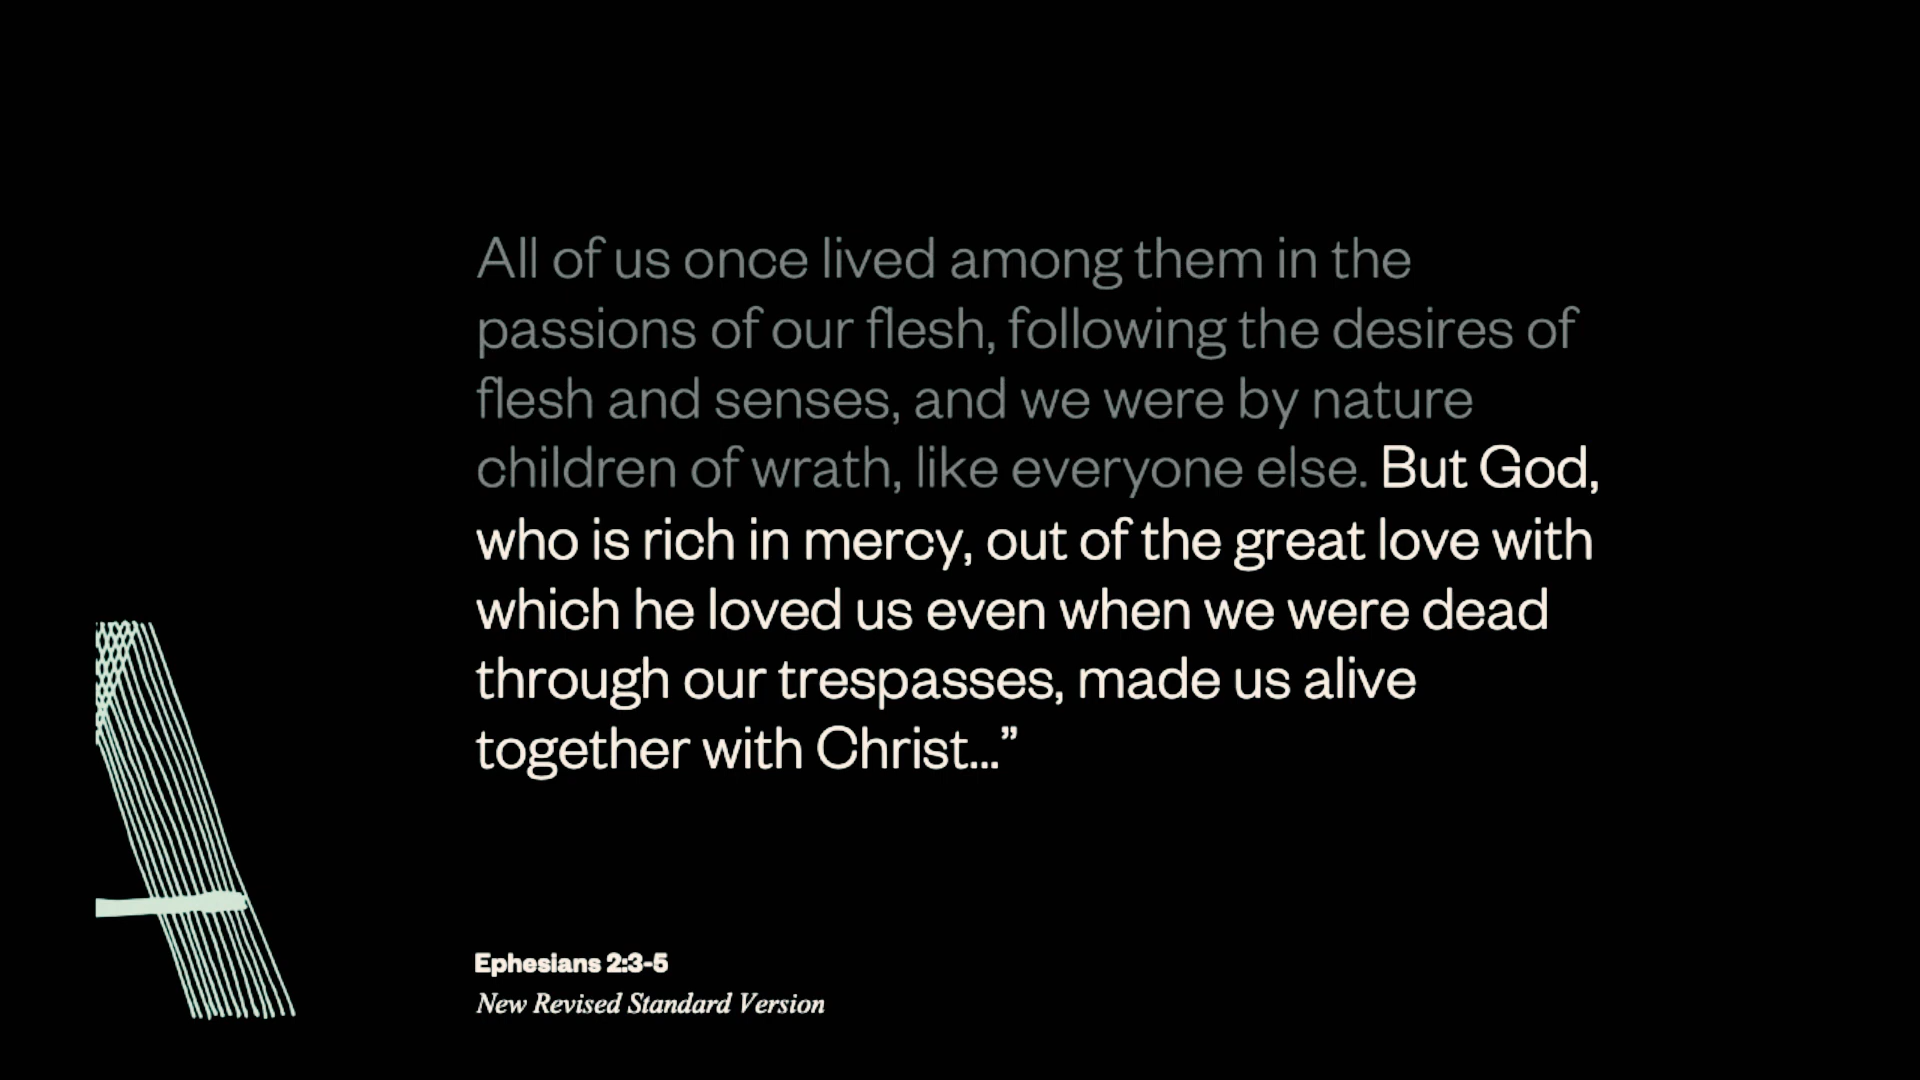 All of us once lived among them in the
passions of our flesh, following the desires of
flesh and senses, and we were by nature
children of wrath, like everyone else. But God,
who is rich in mercy, out of the great love with
which he loved us even when we were dead
through our trespasses, made us alive
together with Christ...”
Ephesians 2:3-5
New Revised Standard Version